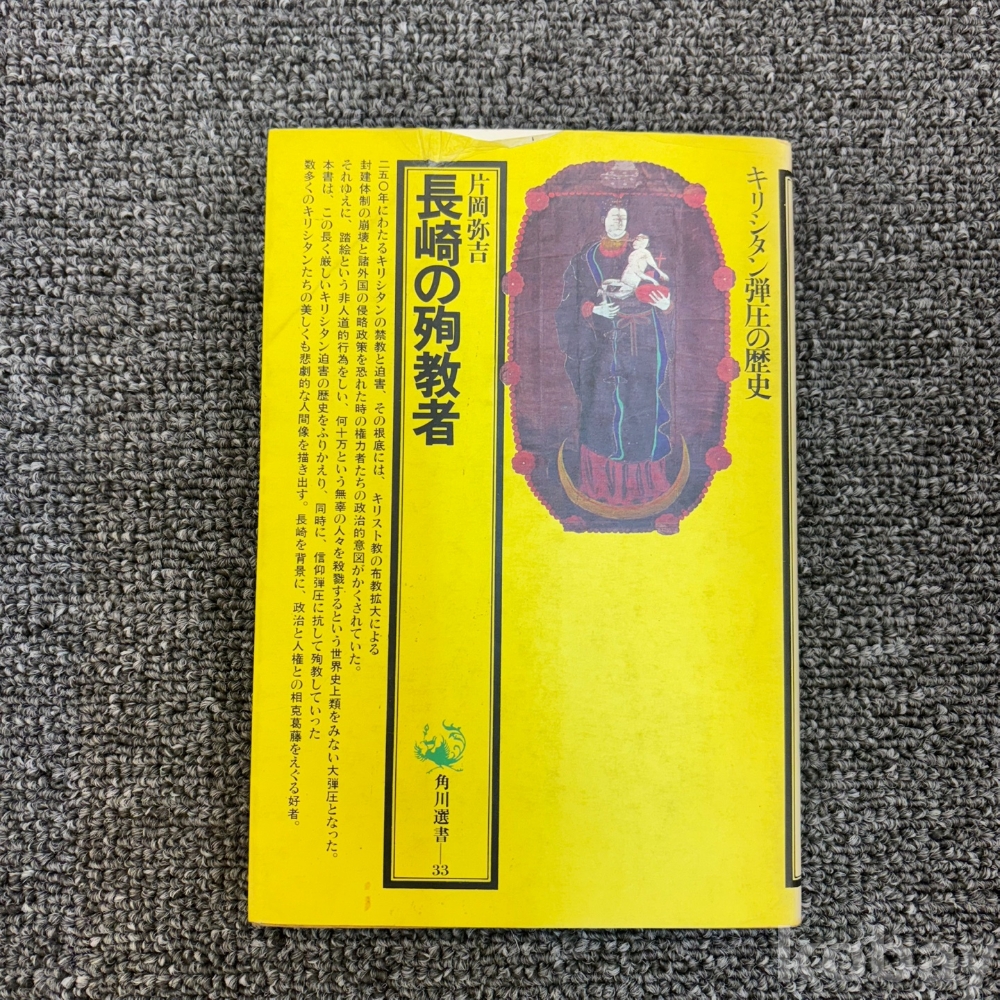 キリシタン弾圧の歴史
片岡弥吉
長崎の殉教者
角川選書―33
二五〇年にわたるキリシタンの禁教と迫害、その根底には、キリスト教の布教拡大による
封建体制の崩壊と諸外国の侵略政策を恐れた時の権力者たちの政治的意図がかくされていた。
それゆえに、踏絵という非人道的行為をしい、何十万という無辜の人々を殺戮するという世界史上類をみない大弾圧となった。
本書は、この長く厳しいキリシタン迫害の歴史をふりかえり、同時に、信仰弾圧に抗して殉教していった
数多くのキリシタンたちの美しくも悲劇的な人間像を描き出す。長崎を背景に、政治と人権との相克葛藤をえぐる好者。